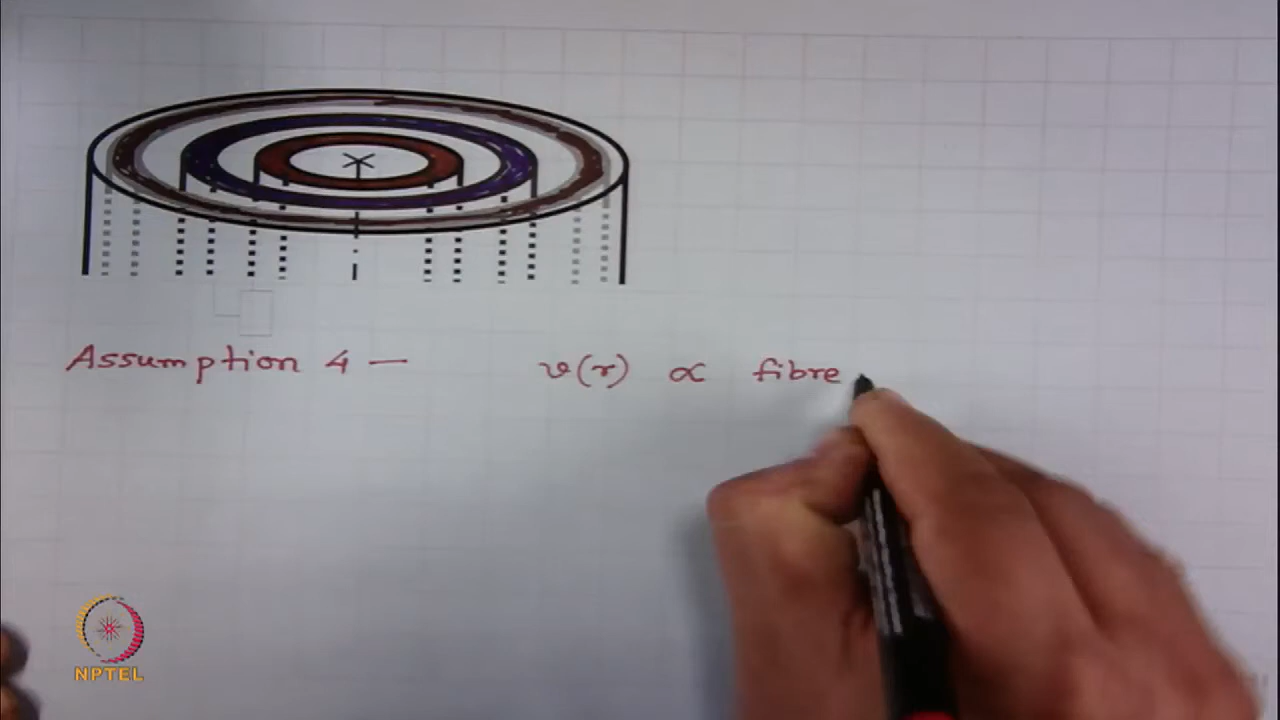 Assumption 4 — v(r) ∝ fibre
NPTEL